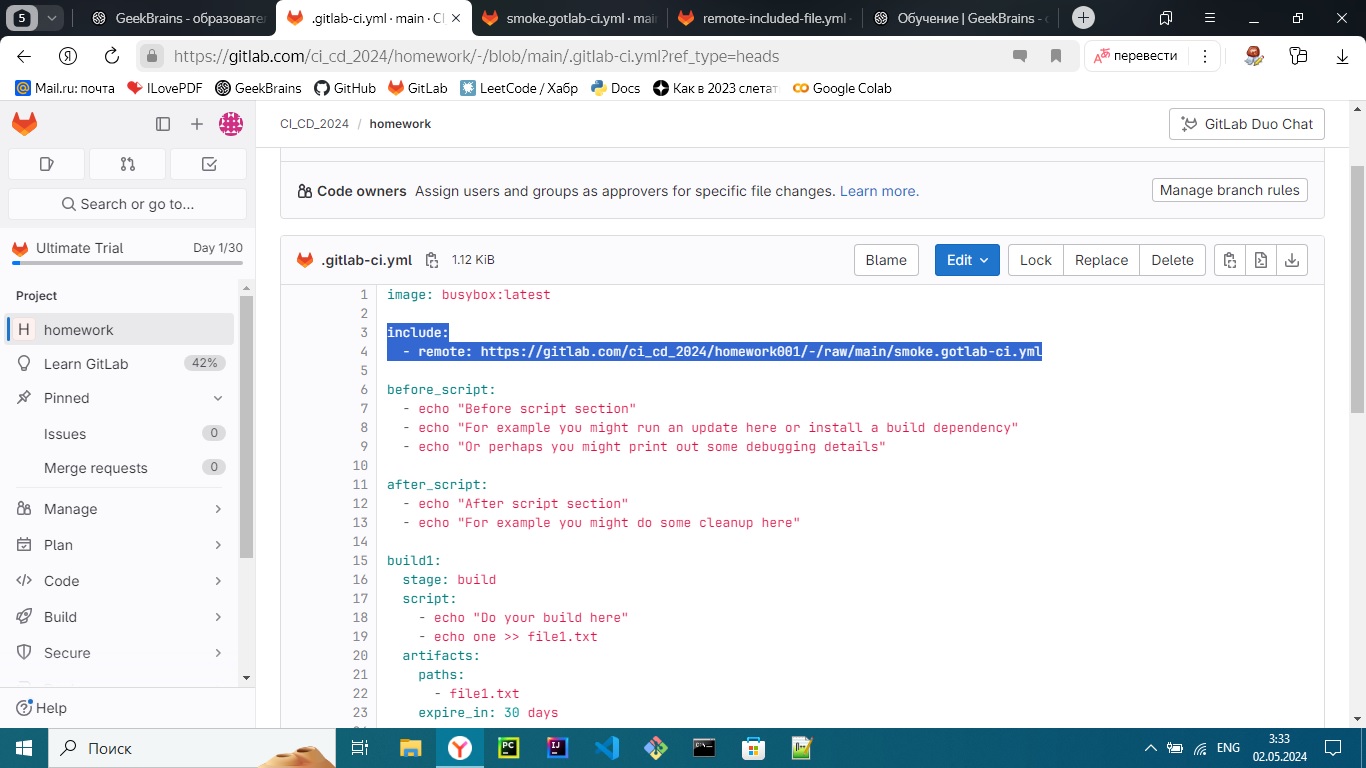 5
GeekBrains - образовате
.gitlab-ci.yml · main · CI
smoke.gotlab-ci.yml · mai
remote-included-file.yml ·
Обучение | GeekBrains - о
https://gitlab.com/ci_cd_2024/homework/-/blob/main/.gitlab-ci.yml?ref_type=heads
перевести
Mail.ru: почта
ILovePDF
GeekBrains
GitHub
GitLab
LeetCode / Хабр
Docs
Как в 2023 слетат
Google Colab
CI_CD_2024 / homework
GitLab Duo Chat
Search or go to...
Code owners Assign users and groups as approvers for specific file changes. Learn more.
Manage branch rules
Ultimate Trial
Day 1/30
.gitlab-ci.yml
1.12 KiB
Blame
Edit
Lock
Replace
Delete
Project
H homework
Learn GitLab 42%
Pinned
Issues 0
Merge requests 0
Manage
Plan
Code
Build
Secure
Help
1 image: busybox:latest
2
3 include:
4 - remote: https://gitlab.com/ci_cd_2024/homework001/-/raw/main/smoke.gotlab-ci.yml
5
6 before_script:
7 - echo "Before script section"
8 - echo "For example you might run an update here or install a build dependency"
9 - echo "Or perhaps you might print out some debugging details"
10
11 after_script:
12 - echo "After script section"
13 - echo "For example you might do some cleanup here"
14
15 build1:
16 stage: build
17 script:
18 - echo "Do your build here"
19 - echo one >> file1.txt
20 artifacts:
21 paths:
22 - file1.txt
23 expire_in: 30 days
Поиск
PC
IJ
ENG
3:33
02.05.2024